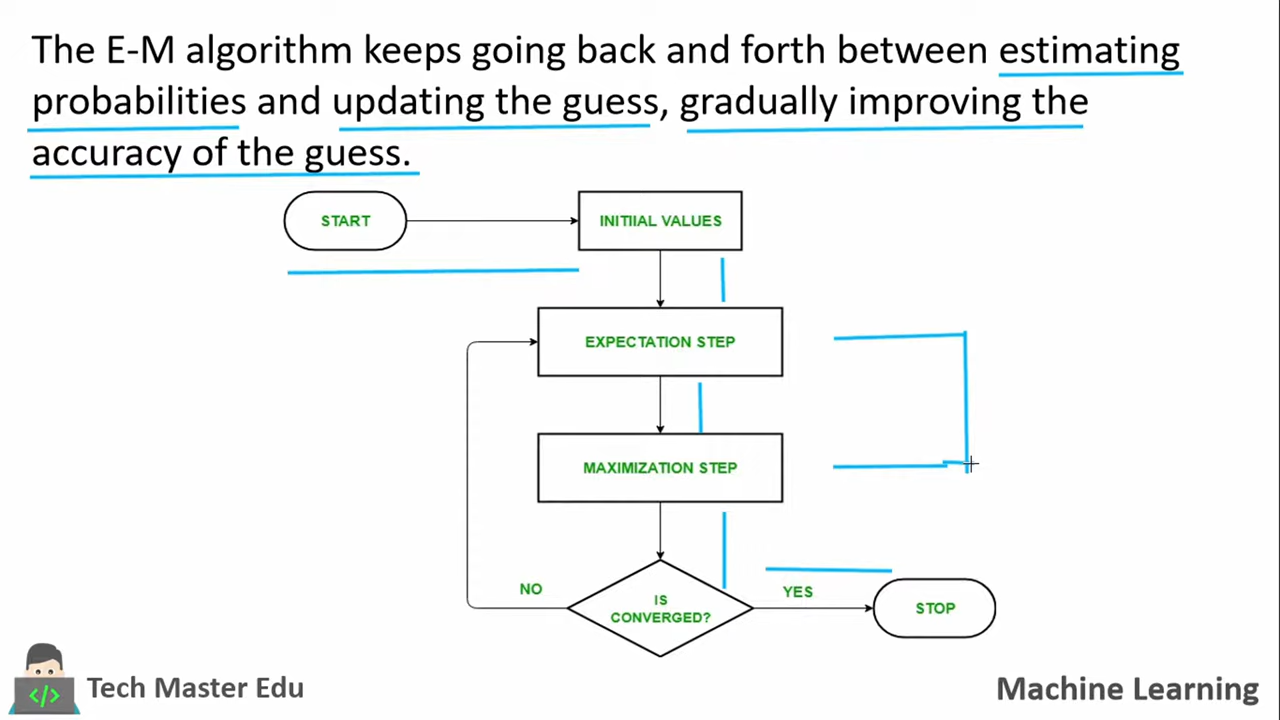 The E-M algorithm keeps going back and forth between estimating
probabilities and updating the guess, gradually improving the
accuracy of the guess.
START
INITIIAL VALUES
EXPECTATION STEP
MAXIMIZATION STEP
NO
IS
CONVERGED?
YES
STOP
</>
Tech Master Edu
Machine Learning